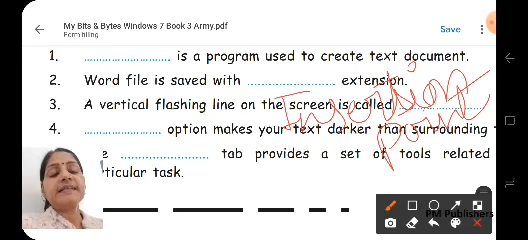 My Bits & Bytes Windows 7 Book 3 Army.pdf
Form filling
Save
1. ............................ is a program used to create text document.
2. Word file is saved with ............................ extension.
3. A vertical flashing line on the screen is called ............................
Insertion
point
4. ............................ option makes your text darker than surrounding
e ............................ tab provides a set of tools related
ticular task.
PM Publishers